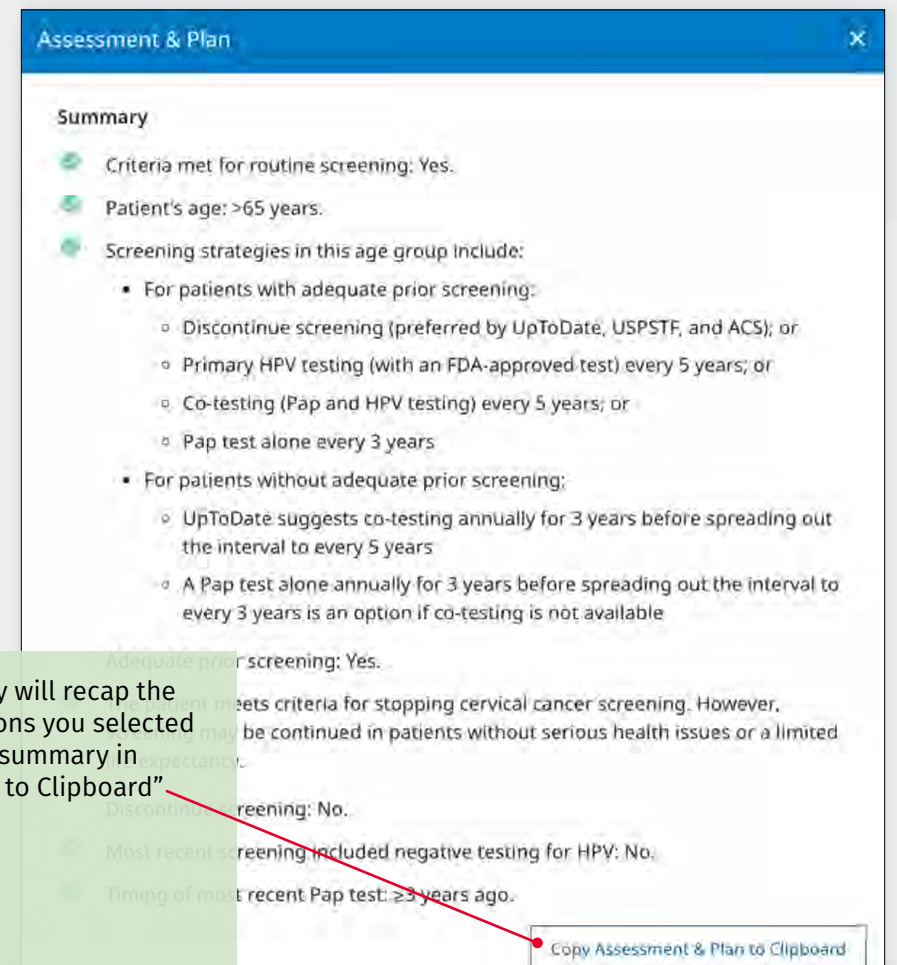 Assessment & Plan
Summary
Criteria met for routine screening: Yes.
Patient's age: >65 years.
Screening strategies in this age group include:
For patients with adequate prior screening:
Discontinue screening (preferred by UpToDate, USPSTF, and ACS); or
Primary HPV testing (with an FDA-approved test) every 5 years; or
Co-testing (Pap and HPV testing) every 5 years; or
Pap test alone every 3 years
For patients without adequate prior screening:
UpToDate suggests co-testing annually for 3 years before spreading out
the interval to every 5 years
A Pap test alone annually for 3 years before spreading out the interval to
every 3 years is an option if co-testing is not available
Adequate prior screening: Yes.
The patient meets criteria for stopping cervical cancer screening. However,
screening may be continued in patients without serious health issues or a limited
expectancy.
Discontinue screening: No.
Most recent screening included negative testing for HPV: No.
Timing of most recent Pap test: ≥3 years ago.
y will recap the
ons you selected
summary in
to Clipboard”
Copy Assessment & Plan to Clipboard